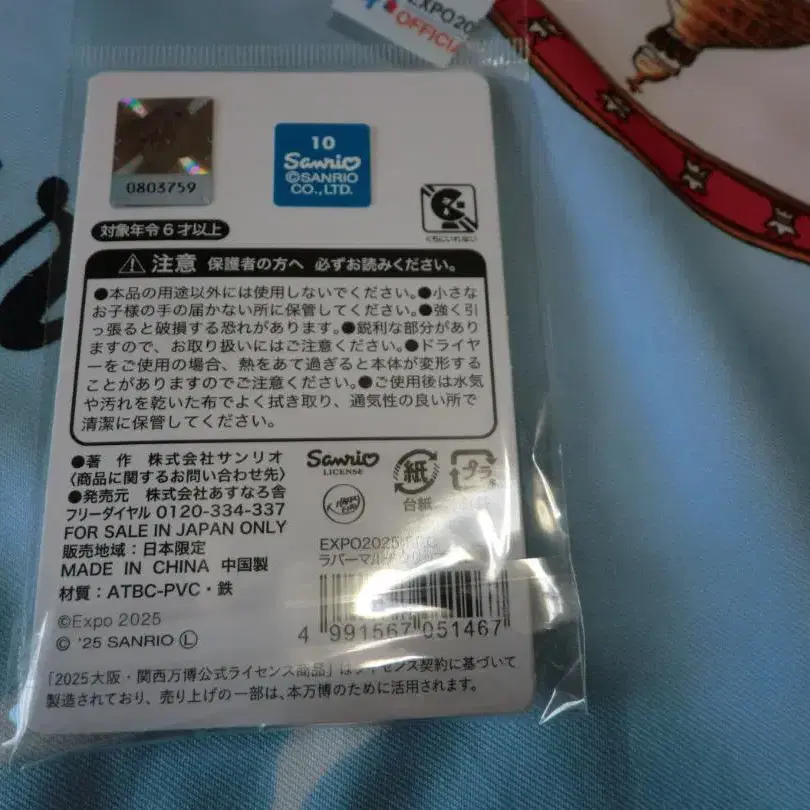 EXPO20
OFFICIA
0803759
10
Sanrio
©SANRIO
CO., LTD.
くちにいれない
対象年令6才以上
注意 保護者の方へ 必ずお読みください。
●本品の用途以外には使用しないでください。●小さな
お子様の手の届かない所に保管してください。●強く引
っ張ると破損する恐れがあります。●鋭利な部分があり
ますので、お取り扱いにはご注意ください。●ドライヤ
ーをご使用の場合、熱をあて過ぎると本体が変形する
ことがありますのでご注意ください。●ご使用後は水気
や汚れを乾いた布でよく拭き取り、通気性の良い所で
清潔に保管してください。
●著 作 株式会社サンリオ
〈商品に関するお問い合わせ先〉
●発売元 株式会社あすなろ舎
フリーダイヤル 0120-334-337
FOR SALE IN JAPAN ONLY
販売地域：日本限定
MADE IN CHINA 中国製
材質：ATBC-PVC・鉄
©Expo 2025
© '25 SANRIO Ⓛ
Sanrio
LICENSE
紙
台紙
プラ
EXPO2025
ラバーマ
4 991567 051467
「2025大阪・関西万博公式ライセンス商品」はライセンス契約に基づいて
製造されており、売り上げの一部は、本万博のために活用されます。